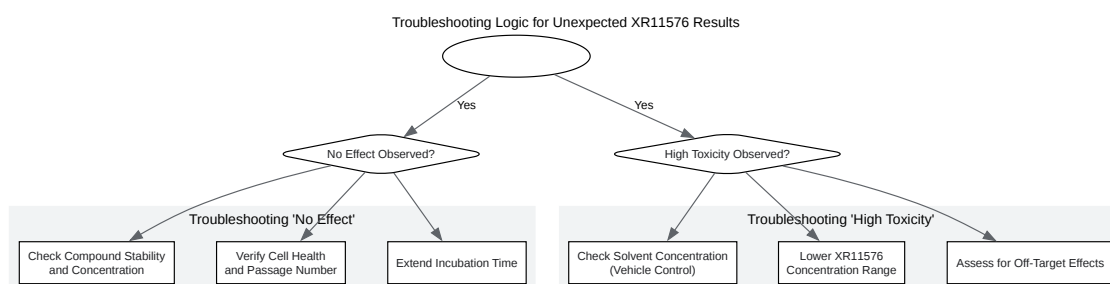 Troubleshooting Logic for Unexpected XR11576 Results
Yes
Yes
No Effect Observed?
High Toxicity Observed?
Troubleshooting 'No Effect'
Troubleshooting 'High Toxicity'
Check Compound Stability
and Concentration
Verify Cell Health
and Passage Number
Extend Incubation Time
Check Solvent Concentration
(Vehicle Control)
Lower XR11576
Concentration Range
Assess for Off-Target Effects